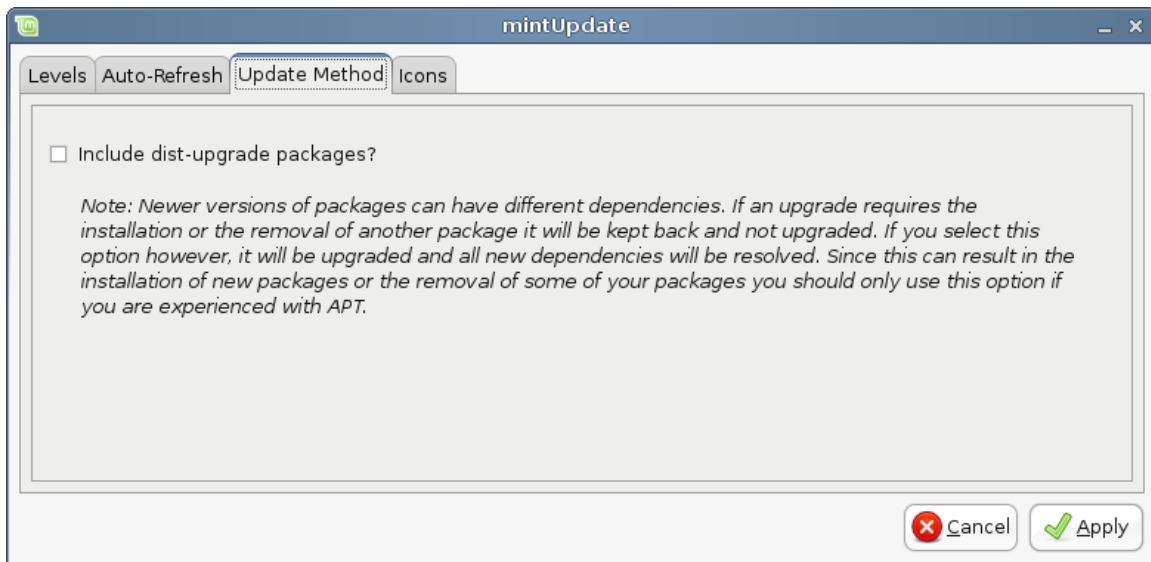 mintUpdate
Levels Auto-Refresh Update Method Icons
Include dist-upgrade packages?
Note: Newer versions of packages can have different dependencies. If an upgrade requires the
installation or the removal of another package it will be kept back and not upgraded. If you select this
option however, it will be upgraded and all new dependencies will be resolved. Since this can result in the
installation of new packages or the removal of some of your packages you should only use this option if
you are experienced with APT.
Cancel Apply